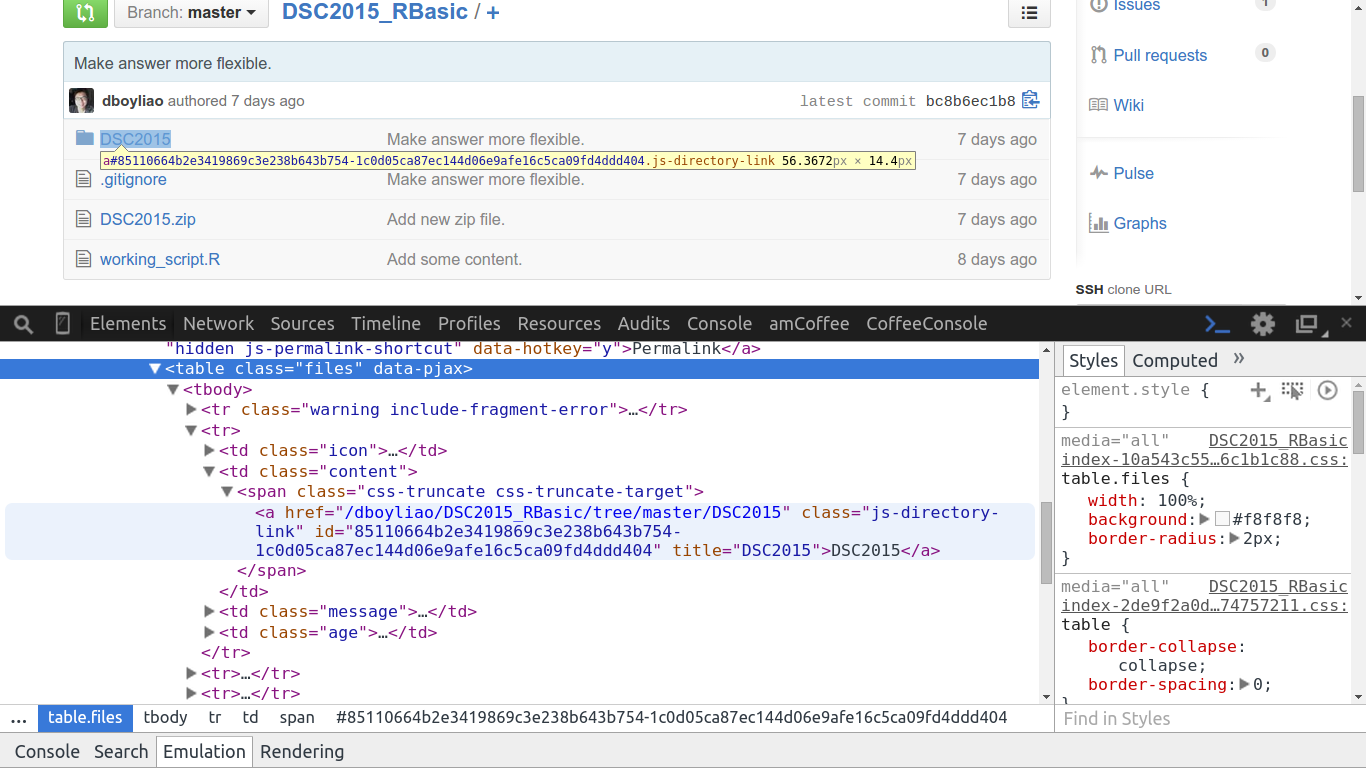 Branch: master
DSC2015_RBasic / +
Issues 1
Make answer more flexible.
Pull requests 0
dboyliao authored 7 days ago latest commit bc8b6ec1b8
Wiki
DSC2015 Make answer more flexible. 7 days ago
a#85110664b2e3419869c3e238b643b754-1c0d05ca87ec144d06e9afe16c5ca09fd4ddd404.js-directory-link 56.3672px × 14.4px
.gitignore Make answer more flexible. 7 days ago
Pulse
DSC2015.zip Add new zip file. 7 days ago
Graphs
working_script.R Add some content. 8 days ago
SSH clone URL
Elements Network Sources Timeline Profiles Resources Audits Console amCoffee CoffeeConsole
"hidden js-permalink-shortcut" data-hotkey="y">Permalink</a>
<table class="files" data-pjax>
<tbody>
<tr class="warning include-fragment-error">…</tr>
<tr>
<td class="icon">…</td>
<td class="content">
<span class="css-truncate css-truncate-target">
<a href="/dboyliao/DSC2015_RBasic/tree/master/DSC2015" class="js-directory-
link" id="85110664b2e3419869c3e238b643b754-
1c0d05ca87ec144d06e9afe16c5ca09fd4ddd404" title="DSC2015">DSC2015</a>
</span>
</td>
<td class="message">…</td>
<td class="age">…</td>
</tr>
<tr>…</tr>
<tr>…</tr>
Styles Computed »
element.style {
}
media="all" DSC2015_RBasic
index-10a543c55…6c1b1c88.css:
table.files {
width: 100%;
background: #f8f8f8;
border-radius: 2px;
}
media="all" DSC2015_RBasic
index-2de9f2a0d…74757211.css:
table {
border-collapse:
collapse;
border-spacing: 0;
}
... table.files tbody tr td span #85110664b2e3419869c3e238b643b754-1c0d05ca87ec144d06e9afe16c5ca09fd4ddd404
Find in Styles
Console Search Emulation Rendering